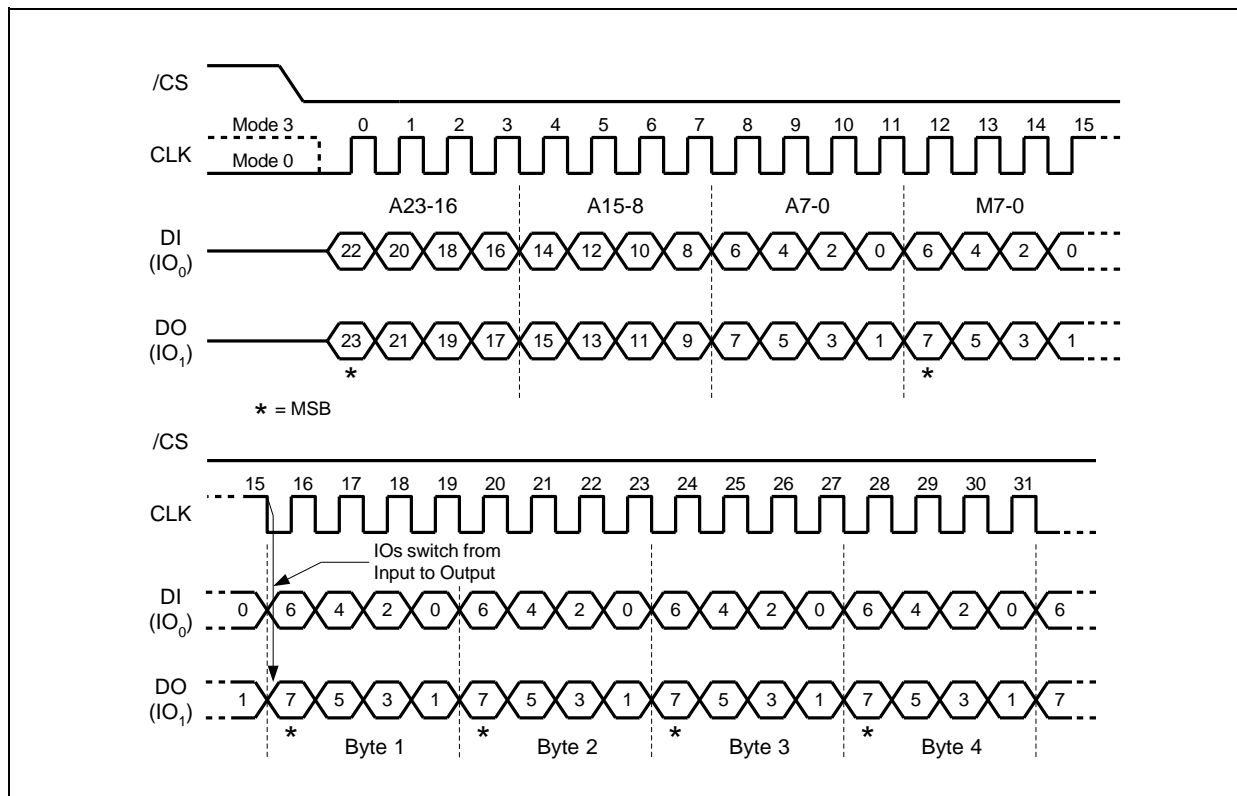 /CS
Mode 3 0 1 2 3 4 5 6 7 8 9 10 11 12 13 14 15
CLK Mode 0
A23-16 A15-8 A7-0 M7-0
DI
(IO0) 22 20 18 16 14 12 10 8 6 4 2 0 6 4 2 0
DO
(IO1) 23 21 19 17 15 13 11 9 7 5 3 1 7 5 3 1
* *
* = MSB
/CS
15 16 17 18 19 20 21 22 23 24 25 26 27 28 29 30 31
CLK
IOs switch from
Input to Output
DI
(IO0) 0 6 4 2 0 6 4 2 0 6 4 2 0 6 4 2 0 6
DO
(IO1) 1 7 5 3 1 7 5 3 1 7 5 3 1 7 5 3 1 7
* * * *
Byte 1 Byte 2 Byte 3 Byte 4